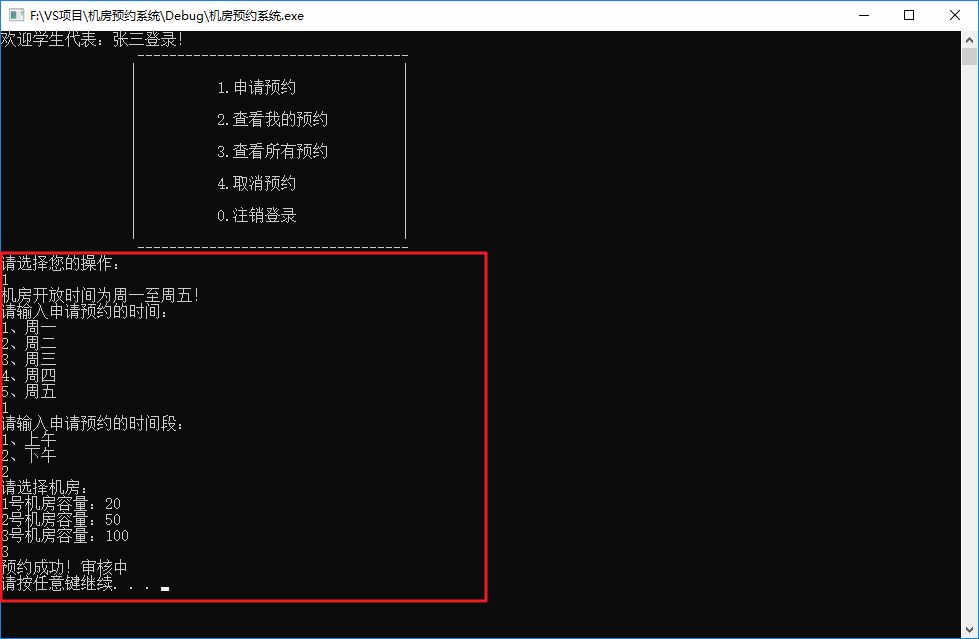 F:\VS项目\机房预约系统\Debug\机房预约系统.exe
欢迎学生代表：张三登录！
----------------------------------
1.申请预约
2.查看我的预约
3.查看所有预约
4.取消预约
0.注销登录
----------------------------------
请选择您的操作：
1
机房开放时间为周一至周五！
请输入申请预约的时间：
1、周一
2、周二
3、周三
4、周四
5、周五
1
请输入申请预约的时间段：
1、上午
2、下午
2
请选择机房：
1号机房容量：20
2号机房容量：50
3号机房容量：100
3
预约成功！审核中
请按任意键继续. . .